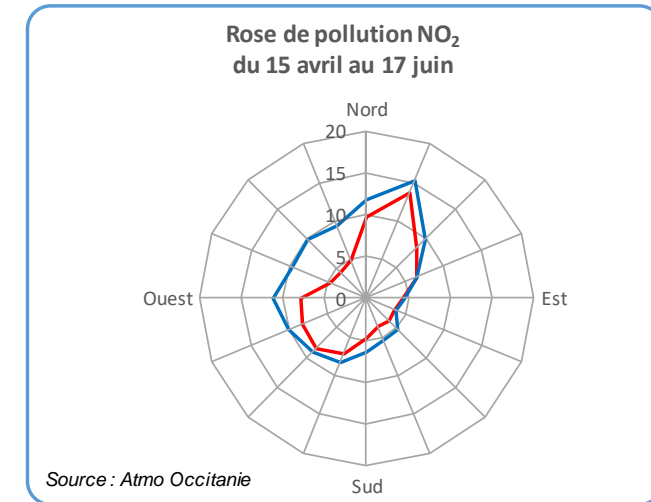 Rose de pollution NO₂
du 15 avril au 17 juin
Nord
20
15
10
5
0
Ouest
Est
Sud
Source : Atmo Occitanie